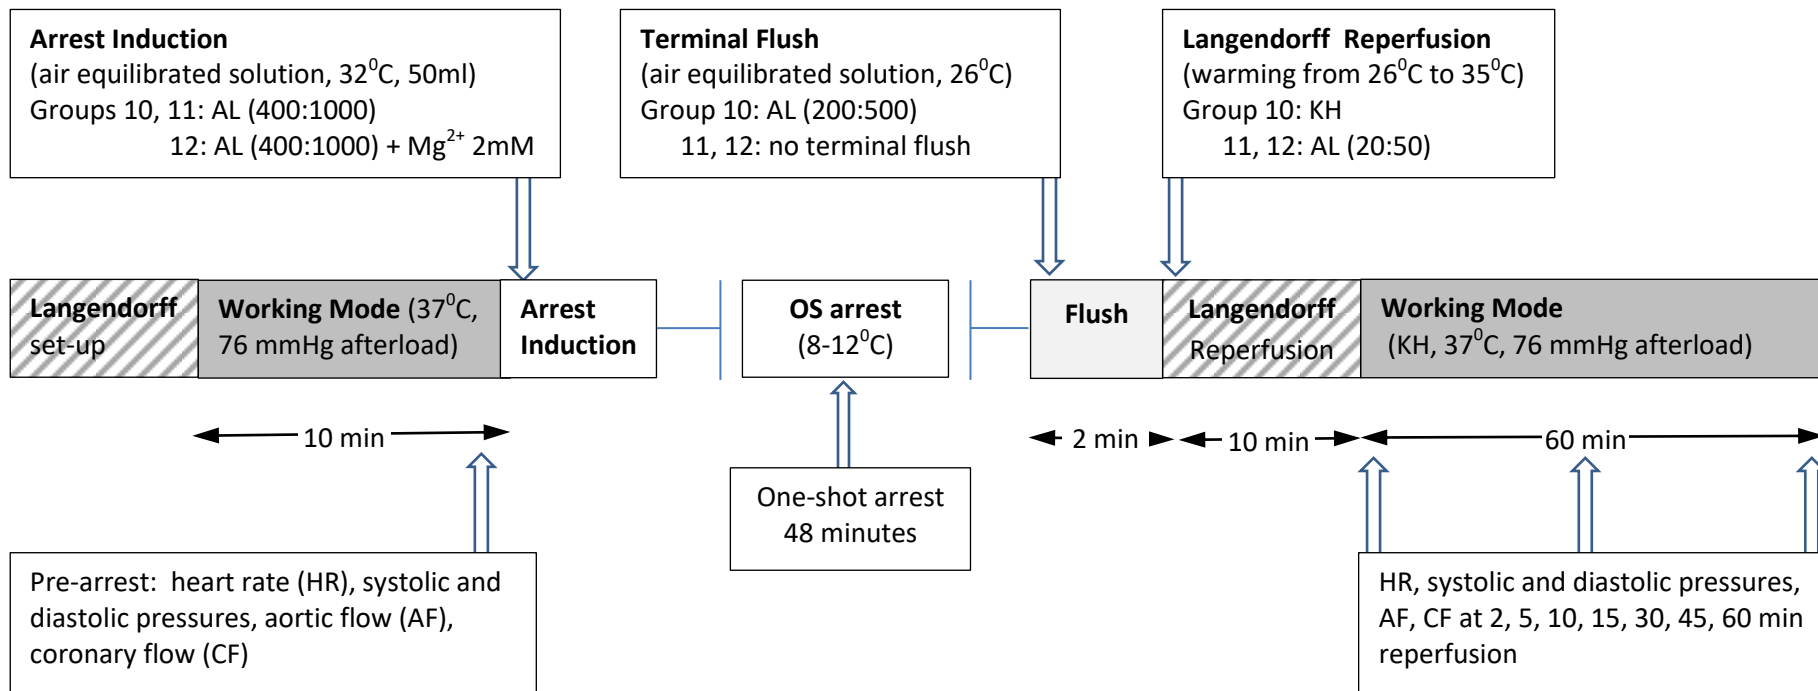 Arrest Induction
(air equilibrated solution, 32⁰C, 50ml)
Groups 10, 11: AL (400:1000)
12: AL (400:1000) + Mg²⁺ 2mM
Terminal Flush
(air equilibrated solution, 26⁰C)
Group 10: AL (200:500)
11, 12: no terminal flush
Langendorff Reperfusion
(warming from 26⁰C to 35⁰C)
Group 10: KH
11, 12: AL (20:50)
Langendorff
set-up
Working Mode (37⁰C,
76 mmHg afterload)
Arrest
Induction
OS arrest
(8-12⁰C)
Flush
Langendorff
Reperfusion
Working Mode
(KH, 37⁰C, 76 mmHg afterload)
10 min
2 min
10 min
60 min
One-shot arrest
48 minutes
Pre-arrest: heart rate (HR), systolic and
diastolic pressures, aortic flow (AF),
coronary flow (CF)
HR, systolic and diastolic pressures,
AF, CF at 2, 5, 10, 15, 30, 45, 60 min
reperfusion